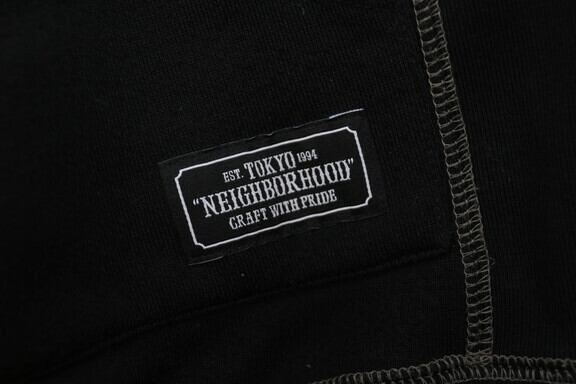 EST. TOKYO 1994
"NEIGHBORHOOD"
CRAFT WITH PRIDE